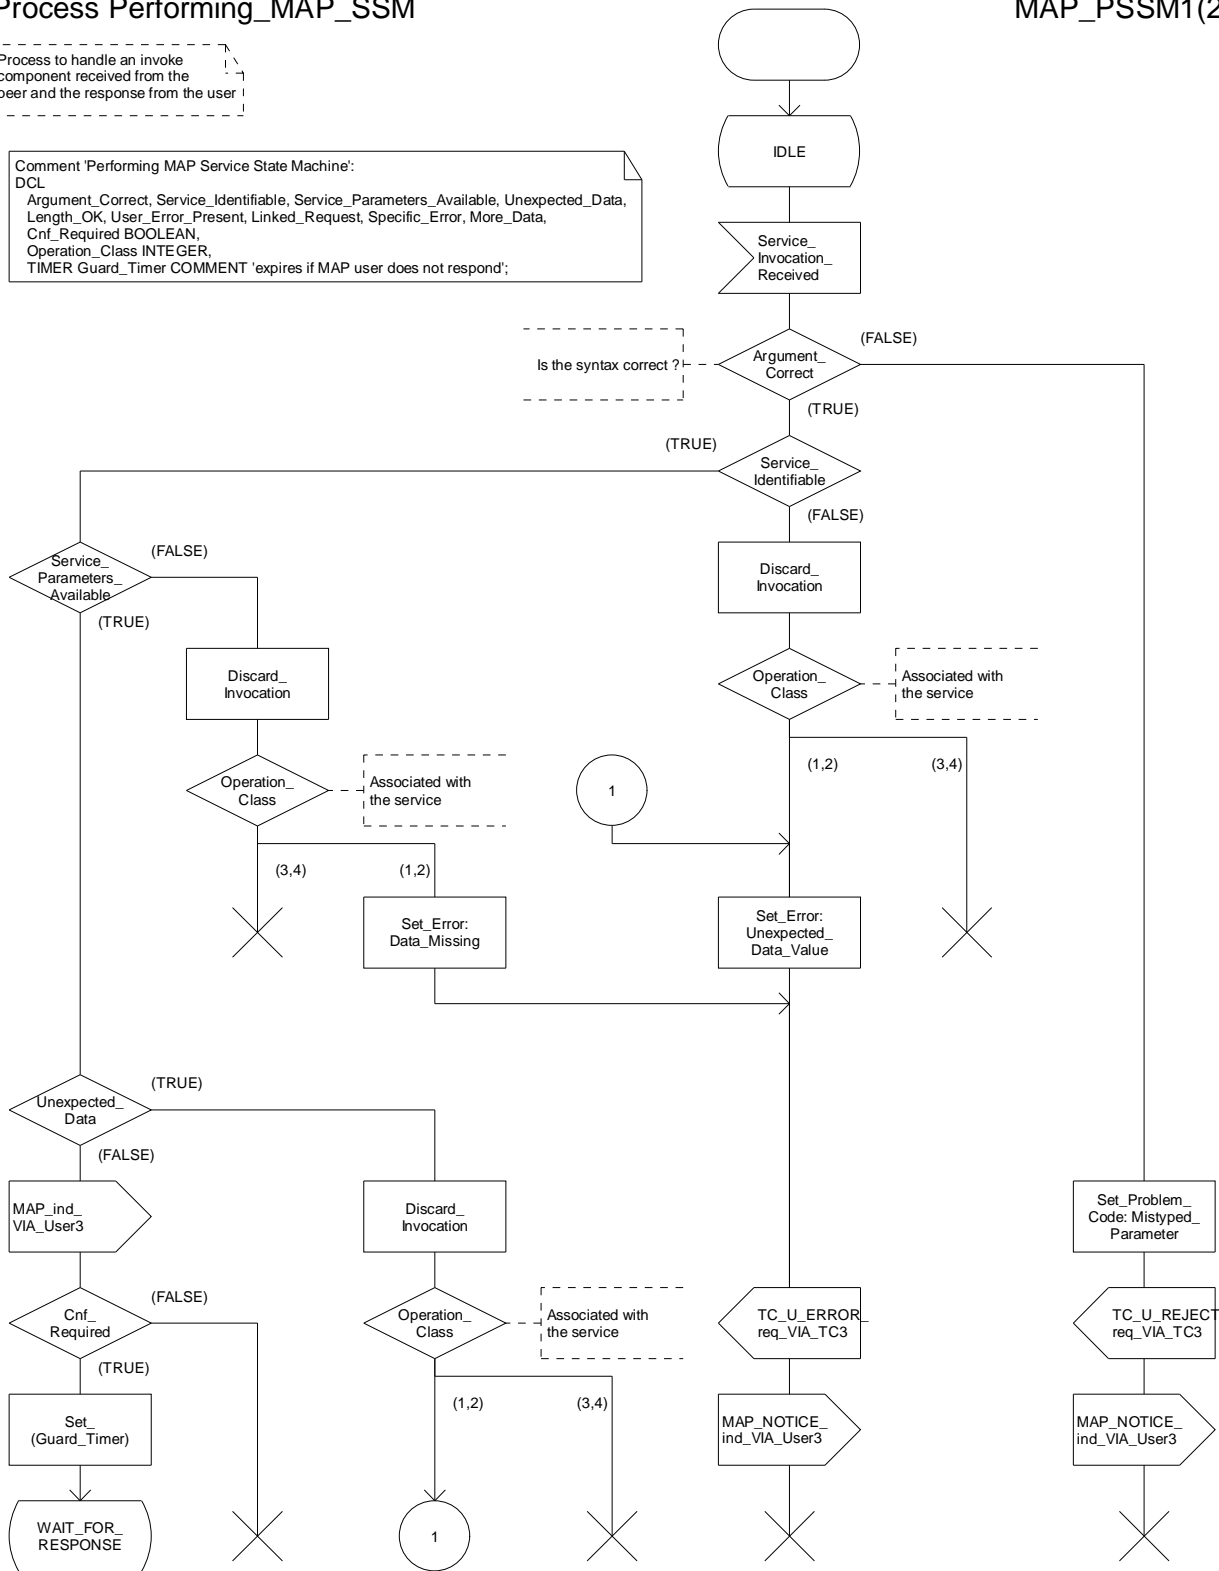 Process Performing_MAP_SSM
MAP_PSSM1(2
Process to handle an invoke
component received from the
peer and the response from the user
Comment 'Performing MAP Service State Machine':
DCL
Argument_Correct, Service_Identifiable, Service_Parameters_Available, Unexpected_Data,
Length_OK, User_Error_Present, Linked_Request, Specific_Error, More_Data,
Cnf_Required BOOLEAN,
Operation_Class INTEGER,
TIMER Guard_Timer COMMENT 'expires if MAP user does not respond';
IDLE
Service_
Invocation_
Received
Is the syntax correct ?
Argument_
Correct
(FALSE)
(TRUE)
(TRUE)
Service_
Identifiable
(FALSE)
Service_
Parameters_
Available
(FALSE)
(TRUE)
Discard_
Invocation
Discard_
Invocation
Operation_
Class
Associated with
the service
(1,2)
(3,4)
Operation_
Class
Associated with
the service
1
(3,4)
(1,2)
Set_Error:
Data_Missing
Set_Error:
Unexpected_
Data_Value
Unexpected_
Data
(TRUE)
(FALSE)
MAP_ind_
VIA_User3
Discard_
Invocation
Set_Problem_
Code: Mistyped_
Parameter
Cnf_
Required
(FALSE)
(TRUE)
Operation_
Class
Associated with
the service
TC_U_ERROR_
req_VIA_TC3
TC_U_REJECT
req_VIA_TC3
(1,2)
(3,4)
Set_
(Guard_Timer)
MAP_NOTICE_
ind_VIA_User3
MAP_NOTICE_
ind_VIA_User3
WAIT_FOR_
RESPONSE
1